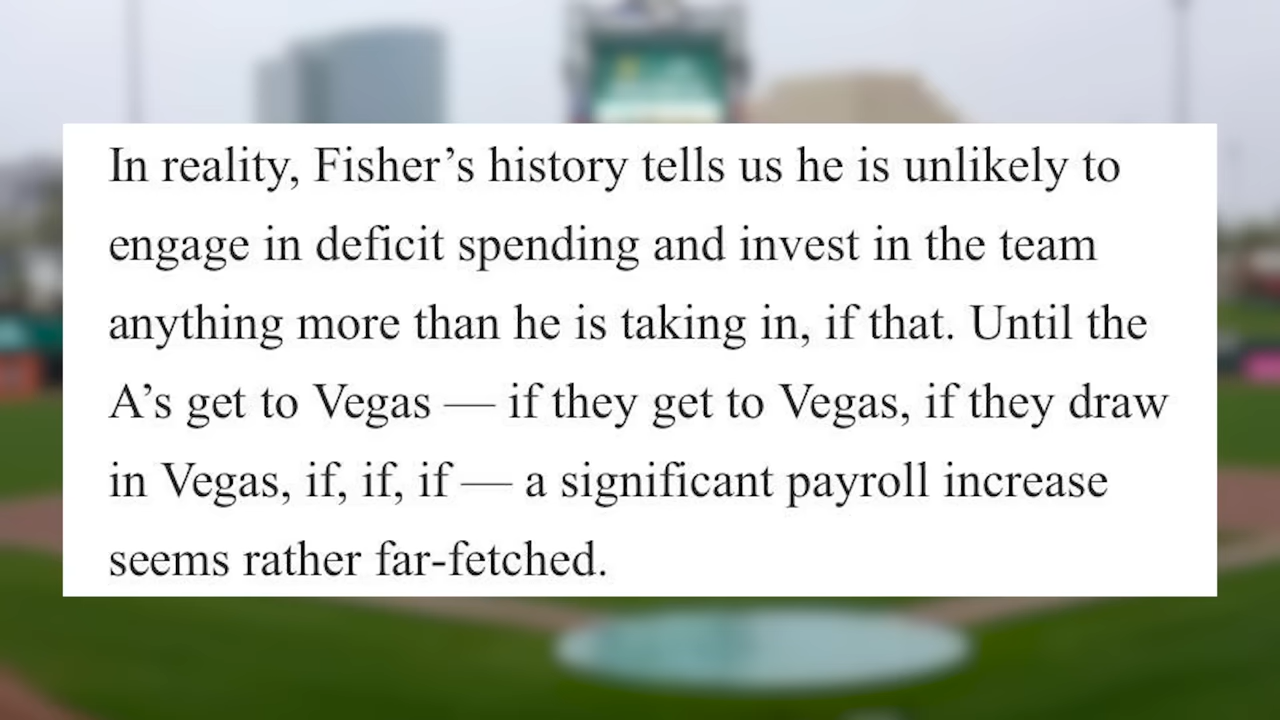 In reality, Fisher’s history tells us he is unlikely to
engage in deficit spending and invest in the team
anything more than he is taking in, if that. Until the
A’s get to Vegas — if they get to Vegas, if they draw
in Vegas, if, if, if — a significant payroll increase
seems rather far-fetched.